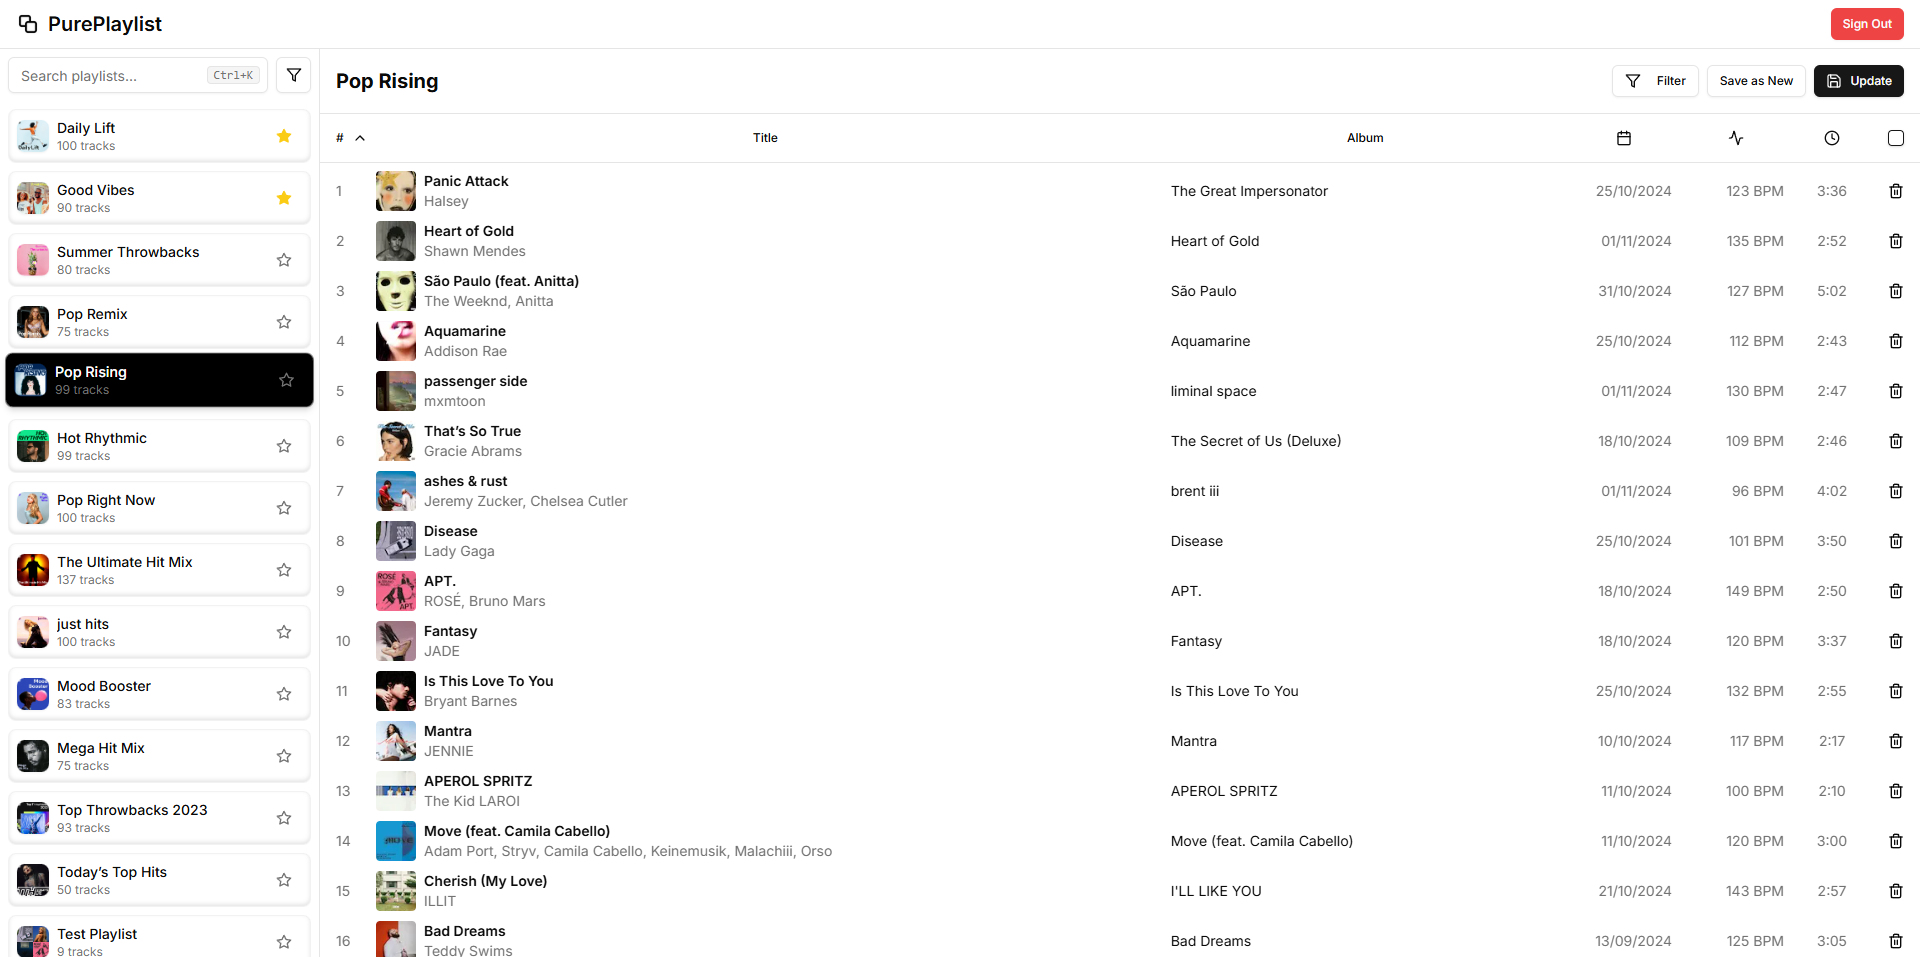 PurePlaylist
Sign Out
Search playlists...
Ctrl+K
Daily Lift
100 tracks
Good Vibes
90 tracks
Summer Throwbacks
80 tracks
Pop Remix
75 tracks
Pop Rising
99 tracks
Hot Rhythmic
99 tracks
Pop Right Now
100 tracks
The Ultimate Hit Mix
137 tracks
just hits
100 tracks
Mood Booster
83 tracks
Mega Hit Mix
75 tracks
Top Throwbacks 2023
93 tracks
Today’s Top Hits
50 tracks
Test Playlist
9 tracks
Pop Rising
Filter
Save as New
Update
# Title Album
1 Panic Attack
Halsey
The Great Impersonator 25/10/2024 123 BPM 3:36
2 Heart of Gold
Shawn Mendes
Heart of Gold 01/11/2024 135 BPM 2:52
3 São Paulo (feat. Anitta)
The Weeknd, Anitta
São Paulo 31/10/2024 127 BPM 5:02
4 Aquamarine
Addison Rae
Aquamarine 25/10/2024 112 BPM 2:43
5 passenger side
mxmtoon
liminal space 01/11/2024 130 BPM 2:47
6 That’s So True
Gracie Abrams
The Secret of Us (Deluxe) 18/10/2024 109 BPM 2:46
7 ashes & rust
Jeremy Zucker, Chelsea Cutler
brent iii 01/11/2024 96 BPM 4:02
8 Disease
Lady Gaga
Disease 25/10/2024 101 BPM 3:50
9 APT.
ROSÉ, Bruno Mars
APT. 18/10/2024 149 BPM 2:50
10 Fantasy
JADE
Fantasy 18/10/2024 120 BPM 3:37
11 Is This Love To You
Bryant Barnes
Is This Love To You 25/10/2024 132 BPM 2:55
12 Mantra
JENNIE
Mantra 10/10/2024 117 BPM 2:17
13 APEROL SPRITZ
The Kid LAROI
APEROL SPRITZ 11/10/2024 100 BPM 2:10
14 Move (feat. Camila Cabello)
Adam Port, Stryv, Camila Cabello, Keinemusik, Malachiii, Orso
Move (feat. Camila Cabello) 11/10/2024 120 BPM 3:00
15 Cherish (My Love)
ILLIT
I'LL LIKE YOU 21/10/2024 143 BPM 2:57
16 Bad Dreams
Teddy Swims
Bad Dreams 13/09/2024 125 BPM 3:05